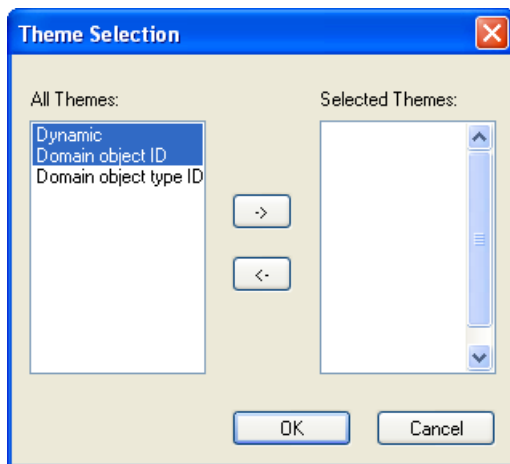 Theme Selection
All Themes:
Selected Themes:
Dynamic
Domain object ID
Domain object type ID
->
<-
OK
Cancel